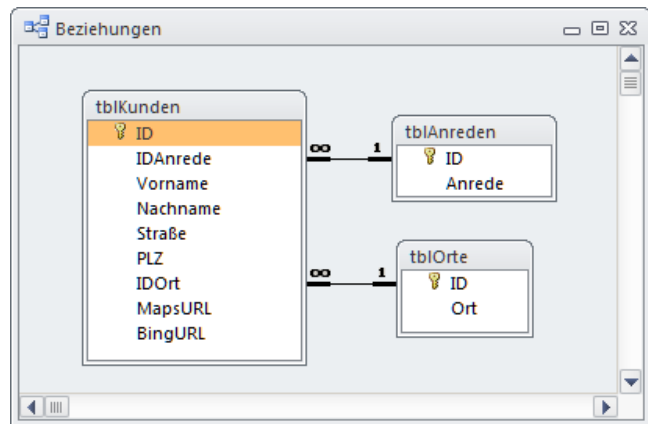 Beziehungen
tblKunden
ID
IDAnrede
Vorname
Nachname
Straße
PLZ
IDOrt
MapsURL
BingURL
∞ 1
tblAnreden
ID
Anrede
∞ 1
tblOrte
ID
Ort